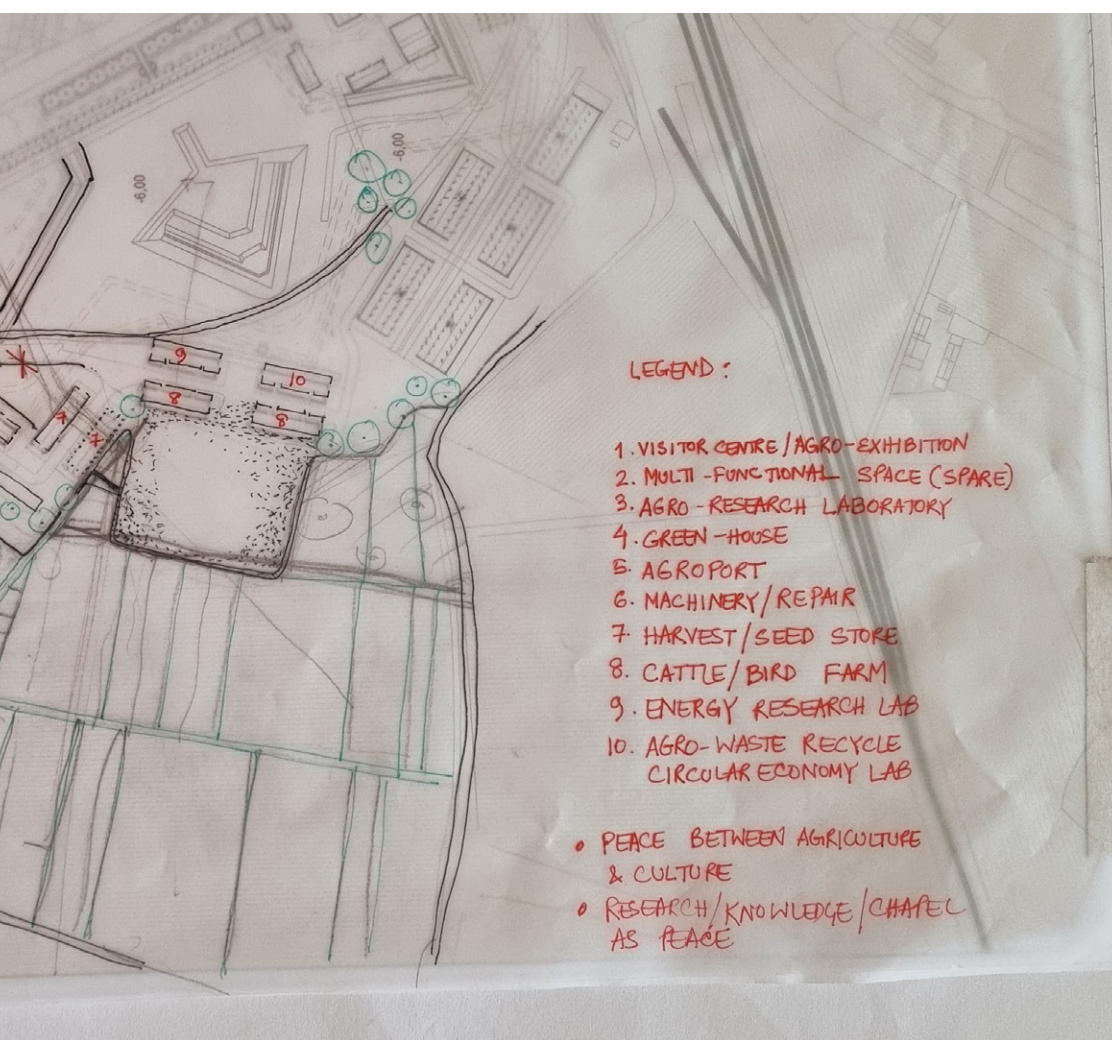 -6,00
-6,00
9
10
8
8
7
7
LEGEND:
1. VISITOR CENTRE/AGRO-EXIHIBITION
2. MULTI-FUNCTIONAL SPACE (SPARE)
3. AGRO-RESEARCH LABORATORY
4. GREEN-HOUSE
5. AGROPORT
6. MACHINERY/REPAIR
7. HARVEST/SEED STORE
8. CATTLE/BIRD FARM
9. ENERGY RESEARCH LAB
10. AGRO-WASTE RECYCLE
CIRCULAR ECONOMY LAB
• PEACE BETWEEN AGRICULTURE
& CULTURE
• RESEARCH/KNOWLEDGE/CHAPEL
AS PEACE